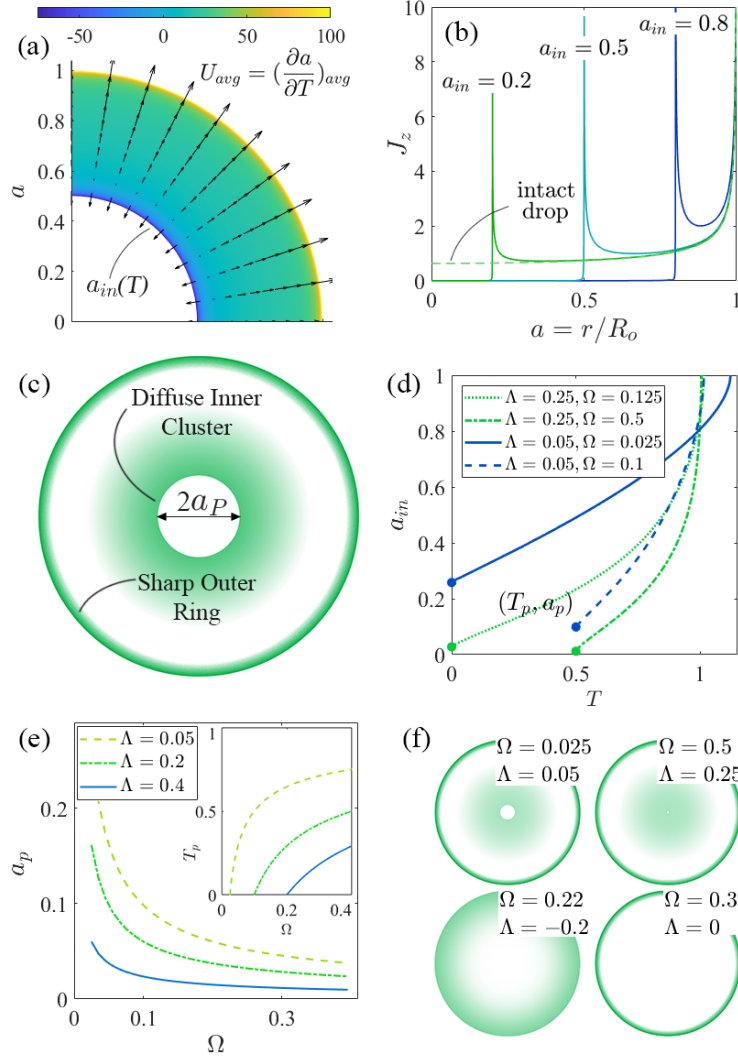 -50
0
50
100
(a)
U_avg = (∂a/∂T)_avg
1
0.8
0.6
0.4
0.2
0
a
a_in(T)
(b)
a_in = 0.8
a_in = 0.5
a_in = 0.2
10
8
6
4
2
0
J_z
intact
drop
0
0.5
1
a = r/R_o
(c)
Diffuse Inner
Cluster
2a_P
Sharp Outer
Ring
(d)
1
0.8
0.6
0.4
0.2
0
a_in
Λ = 0.25, Ω = 0.125
Λ = 0.25, Ω = 0.5
Λ = 0.05, Ω = 0.025
Λ = 0.05, Ω = 0.1
(T_p, a_p)
0
0.5
1
T
(e)
Λ = 0.05
Λ = 0.2
Λ = 0.4
0.2
0.1
0
a_p
1
0.5
0
T_p
0
0.2
0.4
Ω
0
0.1
0.3
Ω
(f)
Ω = 0.025
Λ = 0.05
Ω = 0.5
Λ = 0.25
Ω = 0.22
Λ = -0.2
Ω = 0.3
Λ = 0